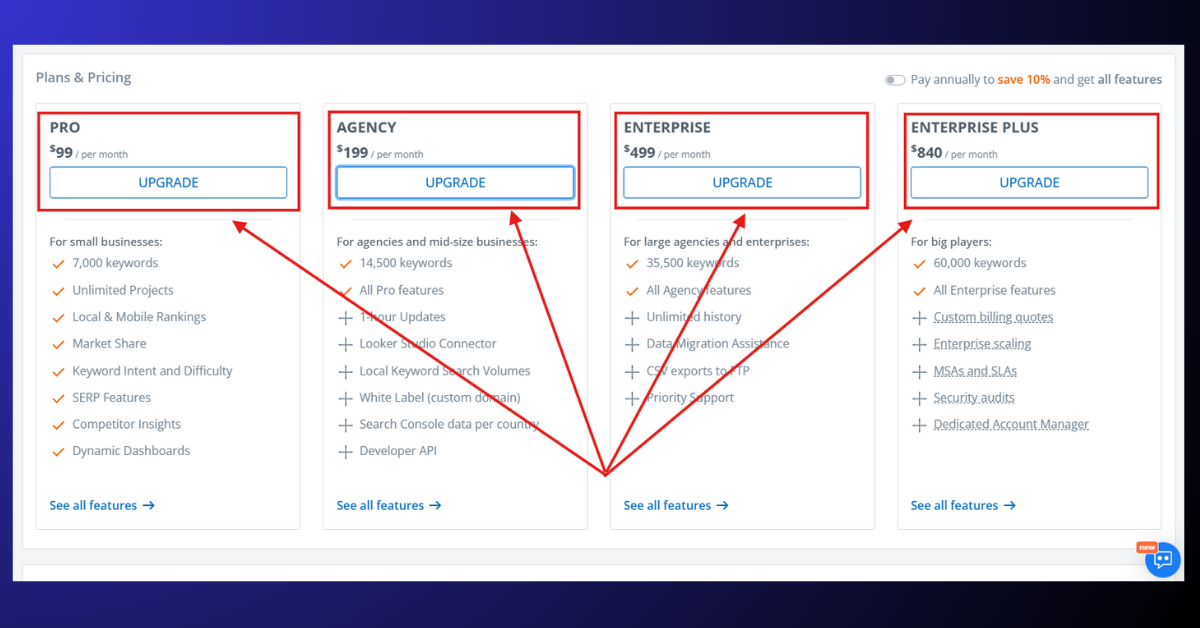 Plans & Pricing
Pay annually to save 10% and get all features
PRO
$99 / per month
UPGRADE
For small businesses:
7,000 keywords
Unlimited Projects
Local & Mobile Rankings
Market Share
Keyword Intent and Difficulty
SERP Features
Competitor Insights
Dynamic Dashboards
See all features →
AGENCY
$199 / per month
UPGRADE
For agencies and mid-size businesses:
14,500 keywords
All Pro features
1-hour Updates
Looker Studio Connector
Local Keyword Search Volumes
White Label (custom domain)
Search Console data per country
Developer API
See all features →
ENTERPRISE
$499 / per month
UPGRADE
For large agencies and enterprises:
35,500 keywords
All Agency features
Unlimited history
Data Migration Assistance
CSV exports to FTP
Priority Support
See all features →
ENTERPRISE PLUS
$840 / per month
UPGRADE
For big players:
60,000 keywords
All Enterprise features
Custom billing quotes
Enterprise scaling
MSAs and SLAs
Security audits
Dedicated Account Manager
See all features →
new